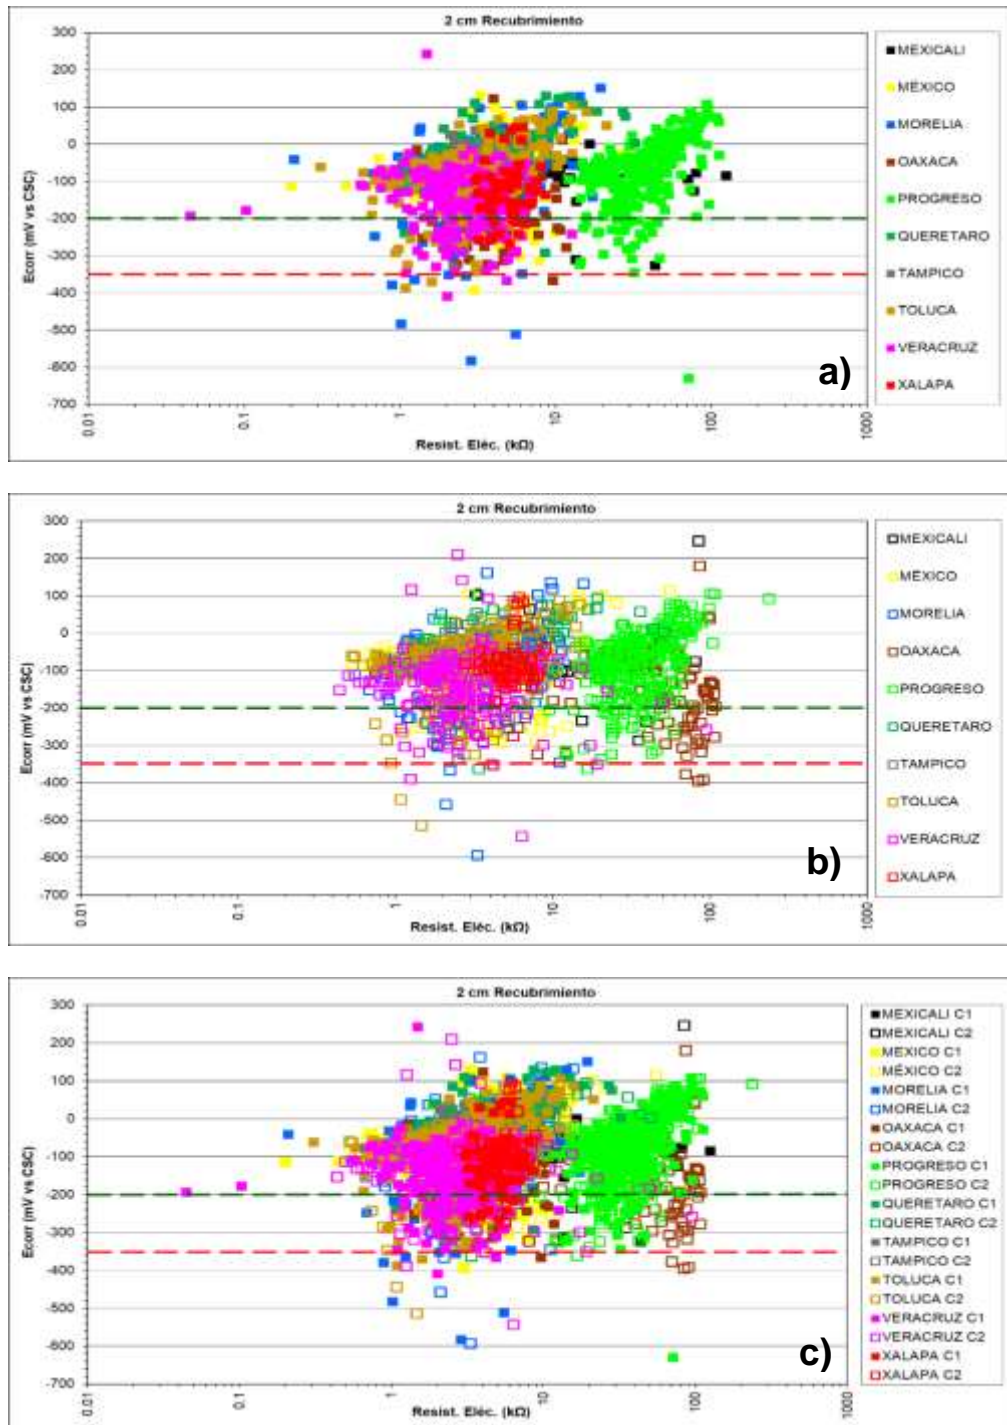 2 cm Recubrimiento
Ecorr (mV vs CSC)
300
200
100
0
-100
-200
-300
-400
-500
-600
-700
0.01
0.1
1
10
100
1000
Resist. Eléc. (kΩ)
MEXICALI
MÉXICO
MORELIA
OAXACA
PROGRESO
QUERETARO
TAMPICO
TOLUCA
VERACRUZ
XALAPA
a)
2 cm Recubrimiento
Ecorr (mV vs CSC)
300
200
100
0
-100
-200
-300
-400
-500
-600
-700
0.01
0.1
1
10
100
1000
Resist. Eléc. (kΩ)
MEXICALI
MÉXICO
MORELIA
OAXACA
PROGRESO
QUERETARO
TAMPICO
TOLUCA
VERACRUZ
XALAPA
b)
2 cm Recubrimiento
Ecorr (mV vs CSC)
300
200
100
0
-100
-200
-300
-400
-500
-600
-700
0.01
0.1
1
10
100
1000
Resist. Eléc. (kΩ)
MEXICALI C1
MEXICALI C2
MEXICO C1
MÉXICO C2
MORELIA C1
MORELIA C2
OAXACA C1
OAXACA C2
PROGRESO C1
PROGRESO C2
QUERETARO C1
QUERETARO C2
TAMPICO C1
TAMPICO C2
TOLUCA C1
TOLUCA C2
VERACRUZ C1
VERACRUZ C2
XALAPA C1
XALAPA C2
c)